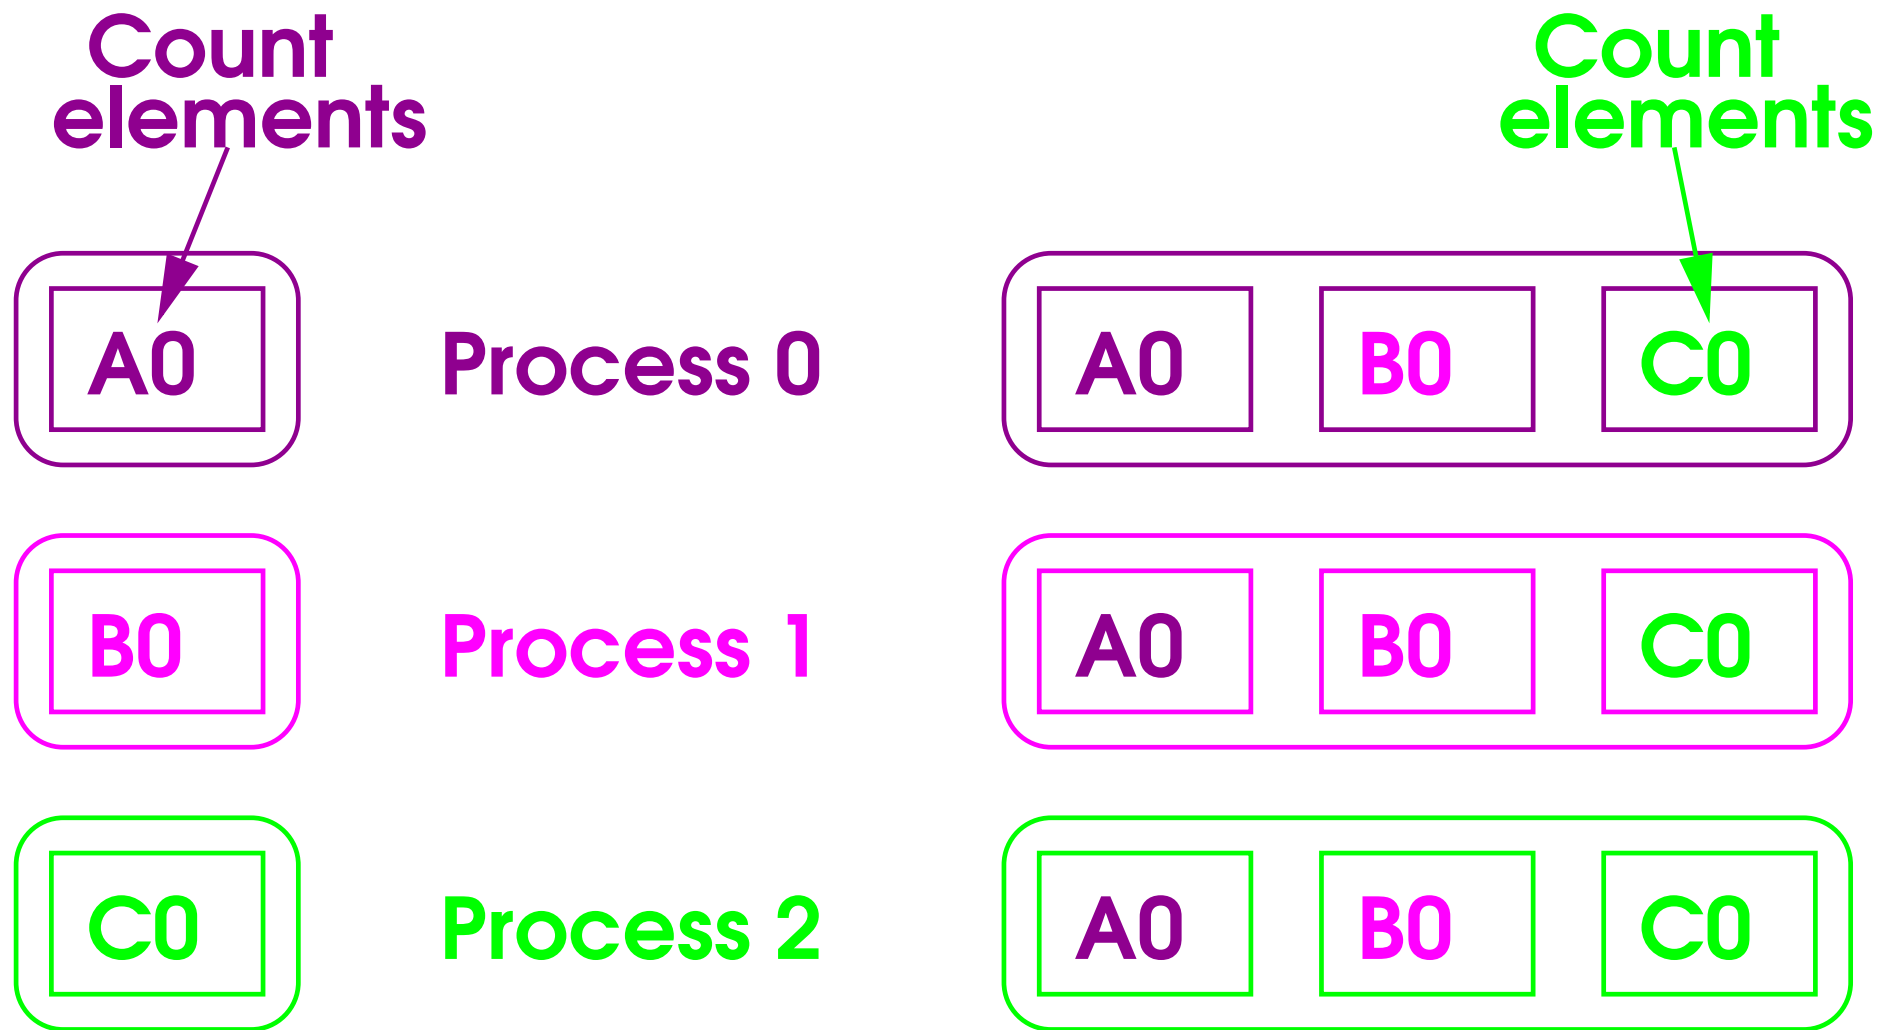 Count
elements
Count
elements
A0 Process 0 A0 B0 C0
B0 Process 1 A0 B0 C0
C0 Process 2 A0 B0 C0